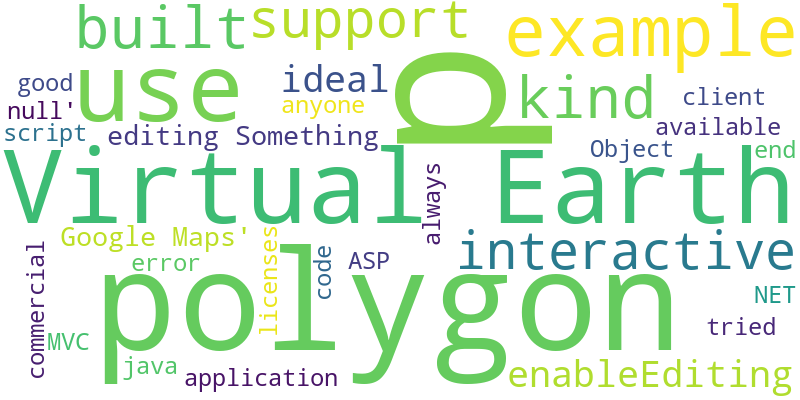 built
support
example
good
use
ideal
p
kind
client
null'
anyone
script
editing Something
available
Object
end
Virtual Earth
always
Google Maps'
licenses
interactive
commercial
error
code
ASP
polygon
NET
MVC
tried
java
application
enableEditing